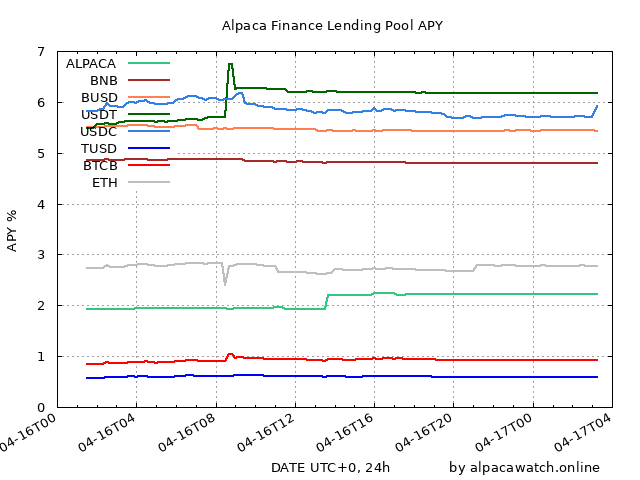 Alpaca Finance Lending Pool APY
7
6
5
4
3
2
1
0
APY %
ALPACA
BNB
BUSD
USDT
USDC
TUSD
BTCB
ETH
04-16T00
04-16T04
04-16T08
04-16T12
04-16T16
04-16T20
04-17T00
04-17T04
DATE UTC+0, 24h
by alpacawatch.online